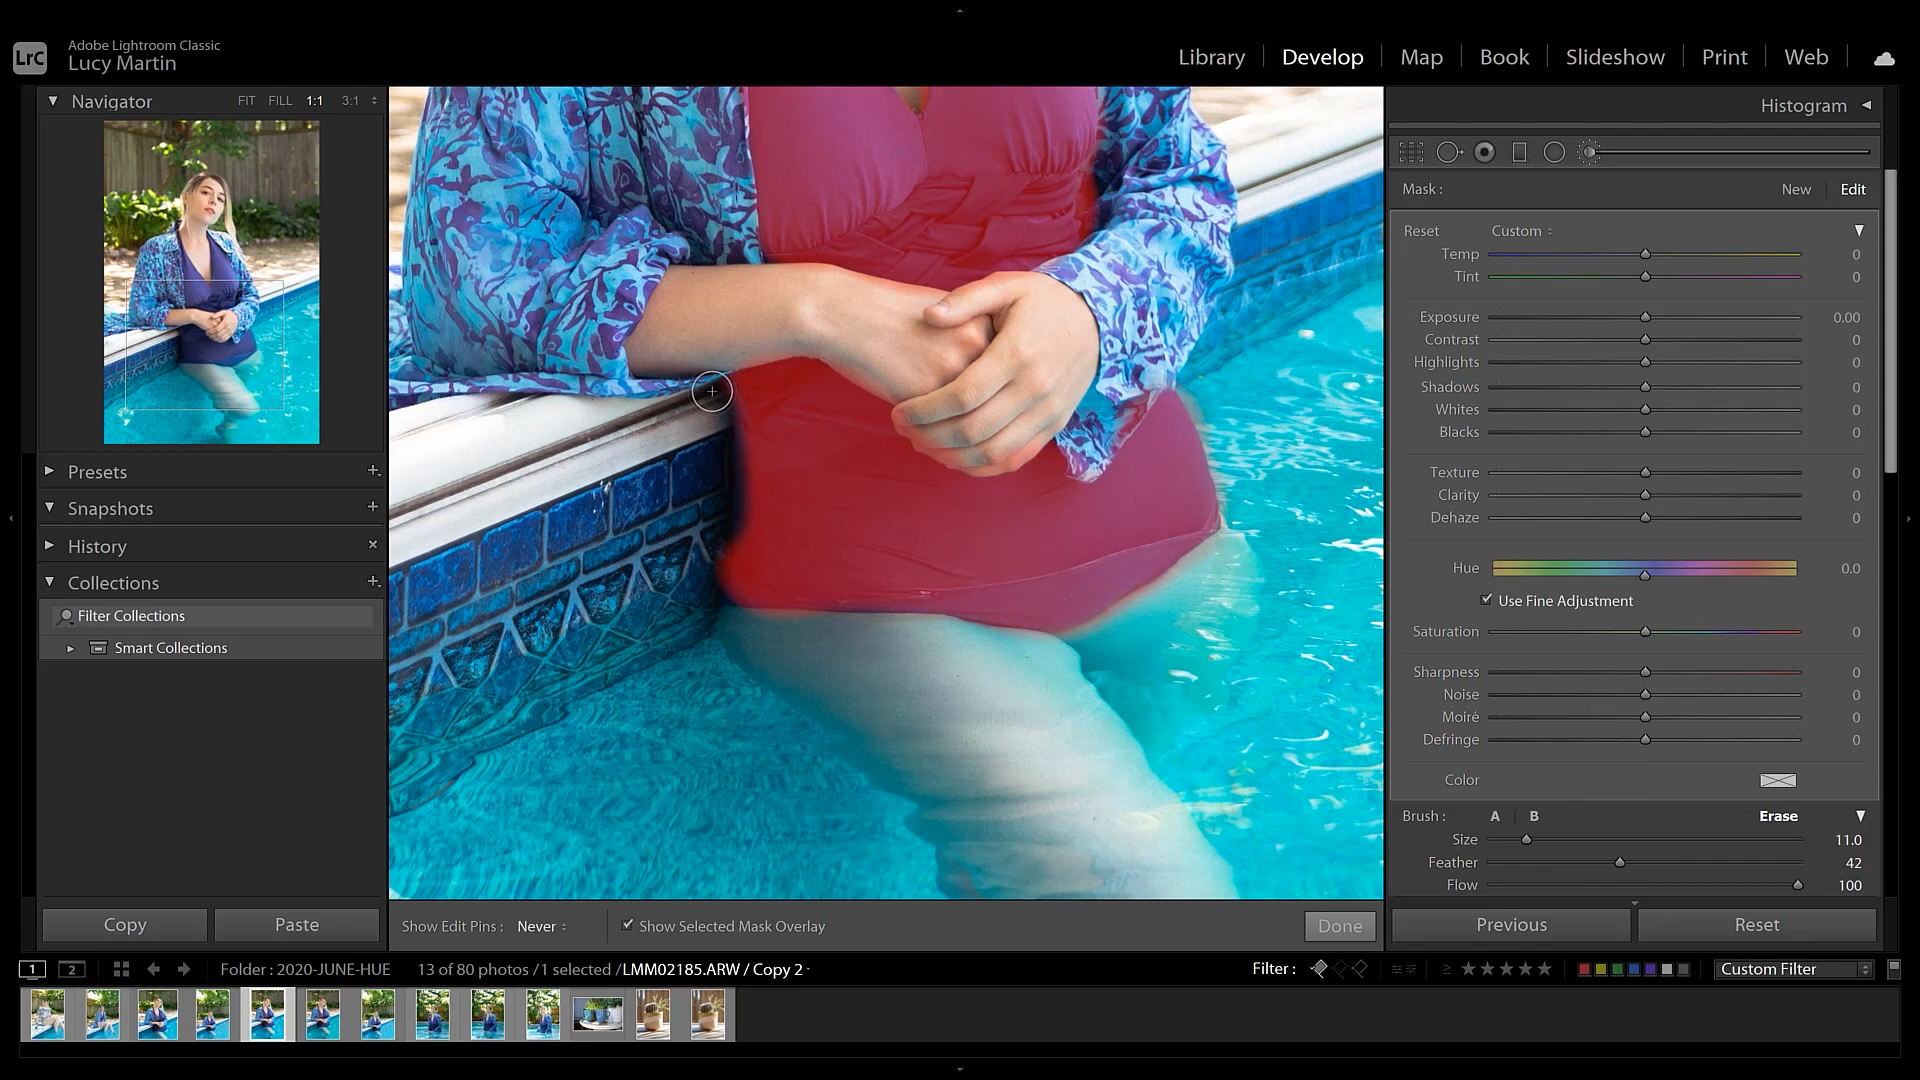 LrC
Adobe Lightroom Classic
Lucy Martin
Library
Develop
Map
Book
Slideshow
Print
Web
Navigator
FIT FILL 1:1 3:1
Presets
Snapshots
History
Collections
Filter Collections
Smart Collections
Copy Paste
Histogram
Mask : New Edit
Reset Custom
Temp 0
Tint 0
Exposure 0.00
Contrast 0
Highlights 0
Shadows 0
Whites 0
Blacks 0
Texture 0
Clarity 0
Dehaze 0
Hue 0.0
Use Fine Adjustment
Saturation 0
Sharpness 0
Noise 0
Moiré 0
Defringe 0
Color
Brush : A B Erase
Size 11.0
Feather 42
Flow 100
Show Edit Pins : Never Show Selected Mask Overlay Done
Previous Reset
1 2 Folder : 2020-JUNE-HUE 13 of 80 photos /1 selected /LMM02185.ARW / Copy 2 Filter : Custom Filter